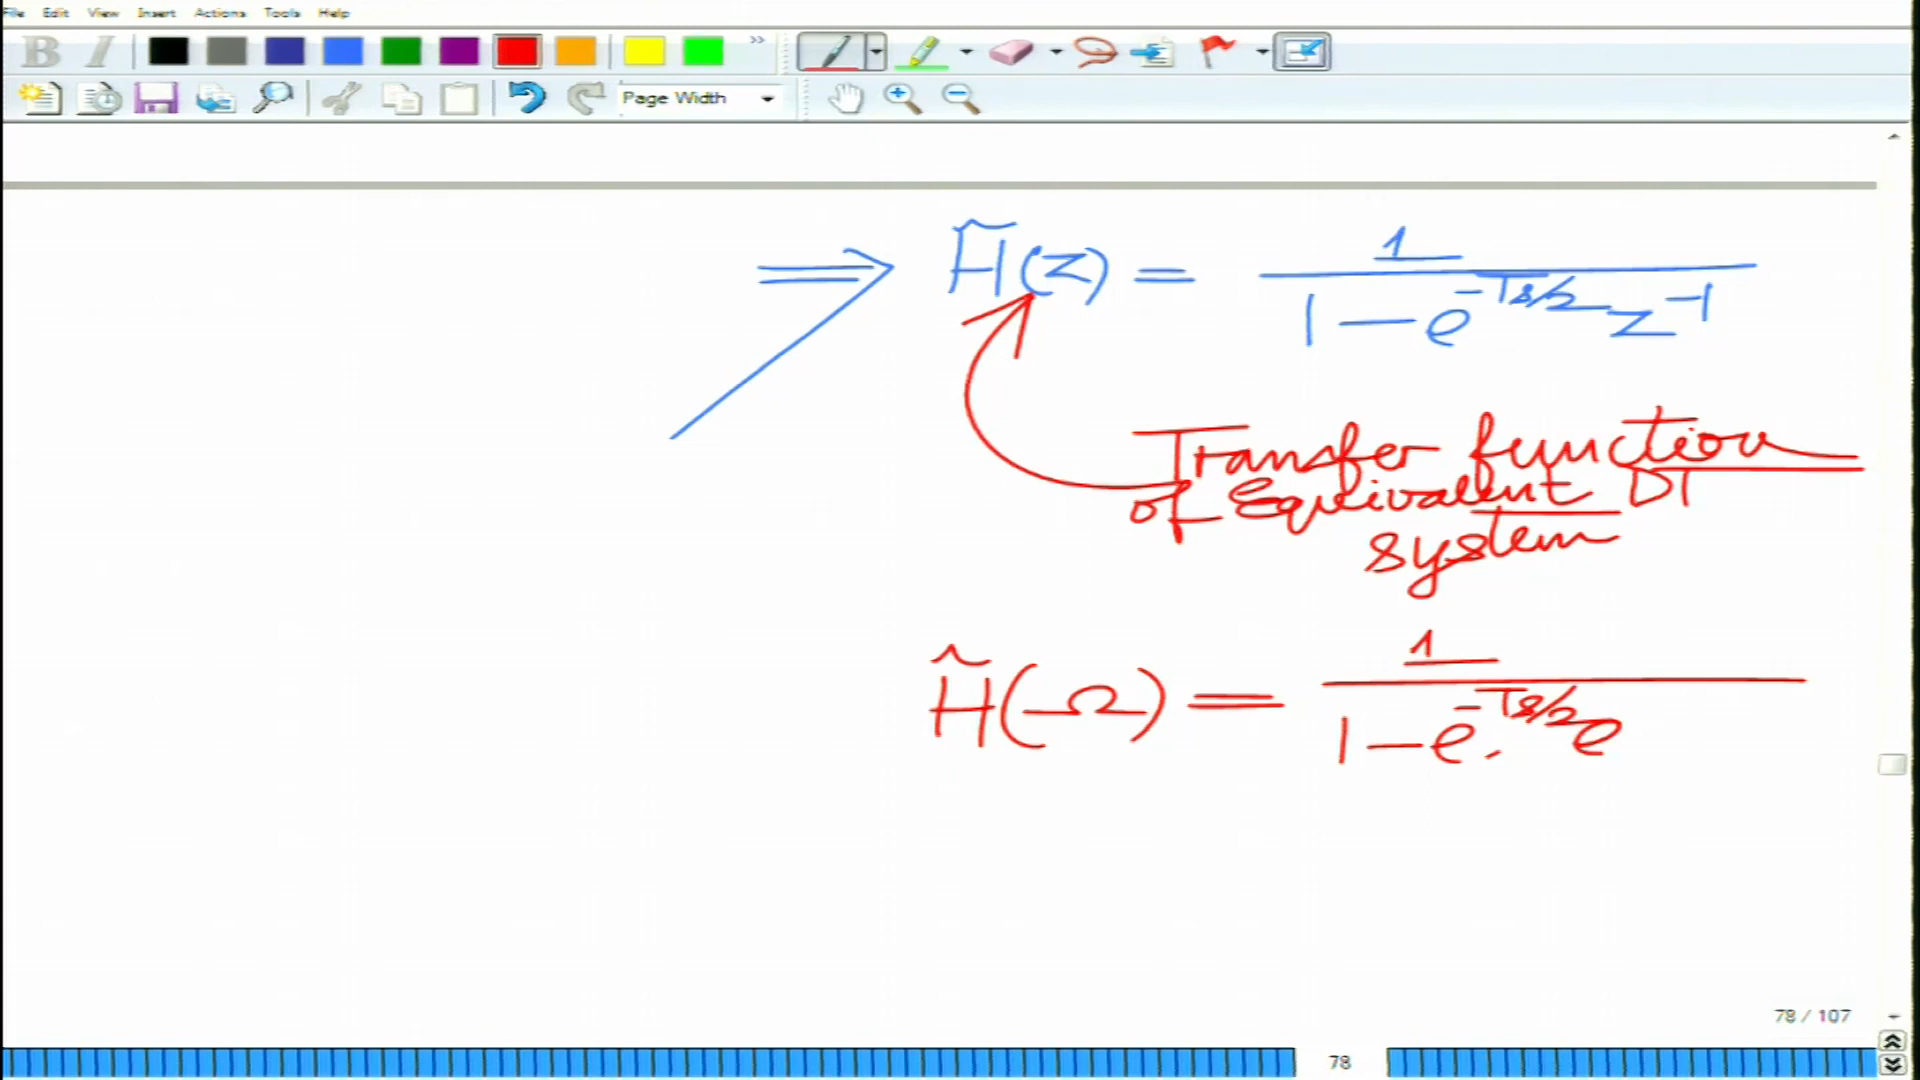 File Edit View Insert Actions Tools Help
B I
Page Width
⇒ H̃(z) = 1 / (1 − e^{−Ts/2} z^{−1})
Transfer function
of Equivalent DT
system
H̃(Ω) = 1 / (1 − e^{−Ts/2} e
78 / 107
78